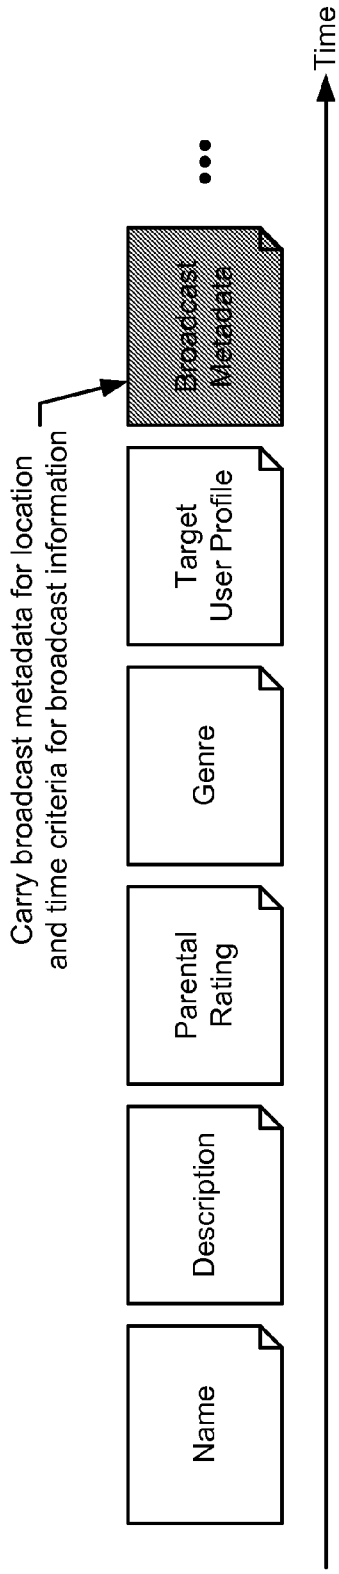 Carry broadcast metadata for location
and time criteria for broadcast information
Name
Description
Parental
Rating
Genre
Target
User Profile
Broadcast
Metadata
•••
Time